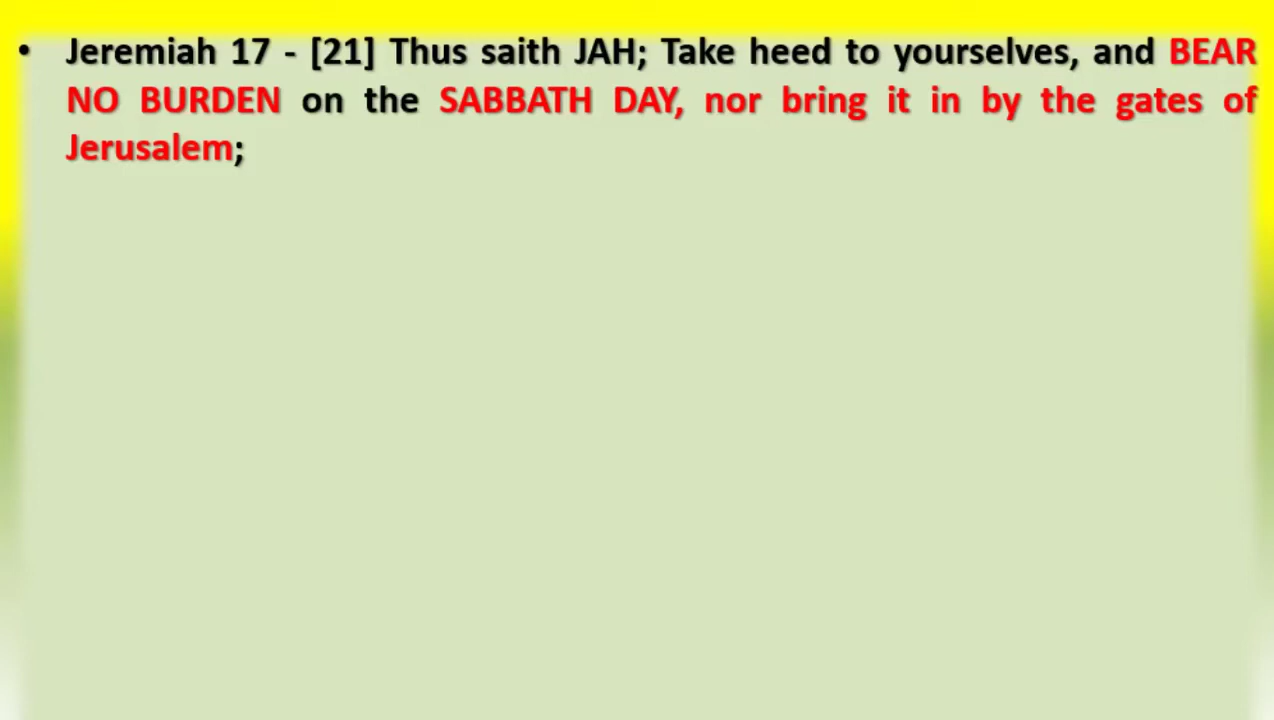 • Jeremiah 17 - [21] Thus saith JAH; Take heed to yourselves, and BEAR
NO BURDEN on the SABBATH DAY, nor bring it in by the gates of
Jerusalem;